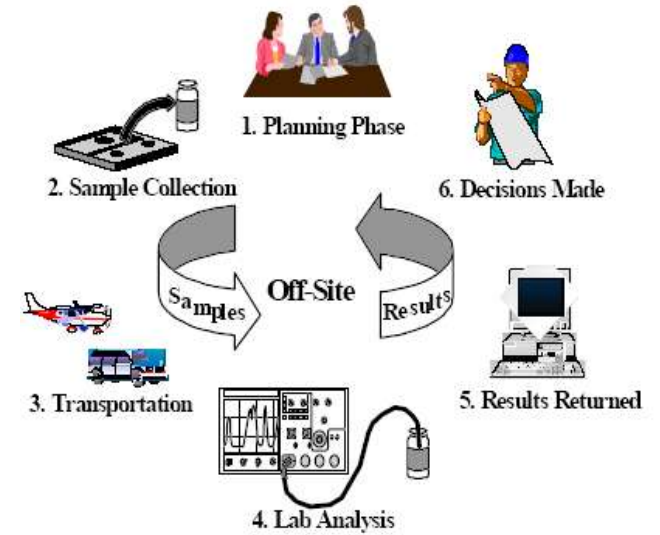 1. Planning Phase
2. Sample Collection
3. Transportation
4. Lab Analysis
5. Results Returned
6. Decisions Made
Samples
Off-Site
Results